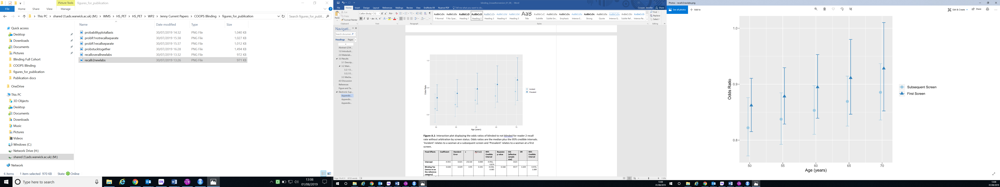 Picture Tools
figures_for_publication
File
Home
Share
View
Manage
This PC
shared (\\ads.warwick.ac.uk) (M:)
WMS
HS_PET
HS_PET
WP2
Jenny Current Papers
COOPS Blinding
figures_for_publication
Search figures_for_publi...
Name
Date modified
Type
Size
Quick access
Desktop
Downloads
Documents
Pictures
Blinding Full Cohort
COOPS Blinding
figures_for_publication
Publication docs
OneDrive
This PC
3D Objects
Desktop
Documents
Downloads
Music
Pictures
Videos
Windows (C:)
Network Drive (H:)
shared (\\ads.warwick.ac.uk) (M:)
Network
probabilityplotallaxis 30/07/2019 14:32 PNG File 1,040 KB
probR1notrecallseparate 30/07/2019 15:38 PNG File 1,027 KB
probR1recallseparate 30/07/2019 15:37 PNG File 1,012 KB
probstucktogether 30/07/2019 16:28 PNG File 1,494 KB
recalloverallnewlabs 30/07/2019 13:32 PNG File 972 KB
recallr2newlabs 30/07/2019 13:26 PNG File 971 KB
6 items 1 item selected 970 KB State: Online
Type here to search
13:08
01/08/2019
File Home Insert Design Layout References Mailings Review View EndNote X9 Nuance PDF Tell me what you want to do...
Cooper, Jennifer Share
Cut
Copy
Format Painter
Paste
Clipboard
Calibri (Body) 12
Font
Paragraph
AaBbCcDc AaBbCcDc AaBbCcD AaBbCcD
¶ Normal ¶ No Spac... Heading 1 Heading 2 Heading 3 Heading 4 Heading 5 Title Subtitle Subtle Em... Emphasis Intense E... Strong Quote Intense Q... Subtle Ref... Intense Re...
Styles
Find
Replace
Select
Editing
Navigati...
Search documen
Headings Pages
Abstract (234...
1.0 Introducti...
2.0 Materials...
3.0 Results
3.1 Descrip...
3.2 Main...
3.2.1 O...
3.2.2 O...
3.3 Mecha...
4.0 Discussion
References
Figure and Ta...
Electronic Sup...
Appendix...
Appendix...
Appendix...
1.0
0.9
0.8
Odds Ratio
50 55 60 65 70
Age (years)
Incident
Prevalent
Figure A.1: Interaction plot displaying the odds ratios of blinded to not blinded for reader 2 recall
rate without arbitration by screen status. Odds ratios are the median plus the 95% credible intervals.
‘Incident’ relates to a woman at a subsequent screen and ‘Prevalent’ relates to a woman at a first
screen.
Fixed Effects
Coefficient
Standard Error
z
Pr(>|z|)
95% Credible Interval
Bayesian p value
ESS (effective sample size)
OR
95% Credible Interval
Intercept -4.915 0.021 -232.60 0.000 -4.956, -4.874 - 3323 - -
Blinding Yes (versus no as the reference category) 0.028 0.029 0.95 0.341 -0.030, 0.085 0.168 4577 1.029 0.970, 1.089
Page 19 of 31 8725 words
110%
13:08
01/08/2019
Photos - recallr2newlabs.png
See all photos
Add to
Edit & Create
Share
1.0
0.9
0.8
Odds Ratio
50 55 60 65 70
Age (years)
Subsequent Screen
First Screen
13:08
01/08/2019